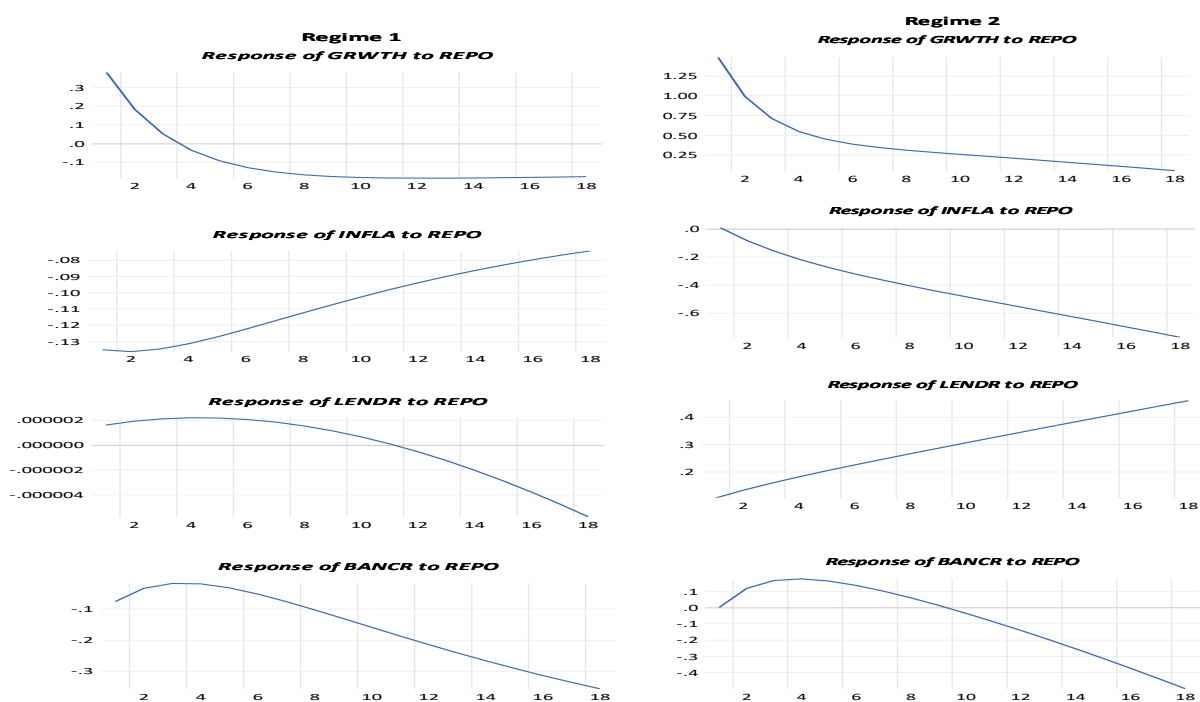 Regime 1
Response of GRWTH to REPO
.3
.2
.1
.0
-.1
2 4 6 8 10 12 14 16 18
Response of INFLA to REPO
-.08
-.09
-.10
-.11
-.12
-.13
2 4 6 8 10 12 14 16 18
Response of LENDR to REPO
.000002
.000000
-.000002
-.000004
2 4 6 8 10 12 14 16 18
Response of BANCR to REPO
-.1
-.2
-.3
2 4 6 8 10 12 14 16 18
Regime 2
Response of GRWTH to REPO
1.25
1.00
0.75
0.50
0.25
2 4 6 8 10 12 14 16 18
Response of INFLA to REPO
.0
-.2
-.4
-.6
2 4 6 8 10 12 14 16 18
Response of LENDR to REPO
.4
.3
.2
2 4 6 8 10 12 14 16 18
Response of BANCR to REPO
.1
.0
-.1
-.2
-.3
-.4
2 4 6 8 10 12 14 16 18